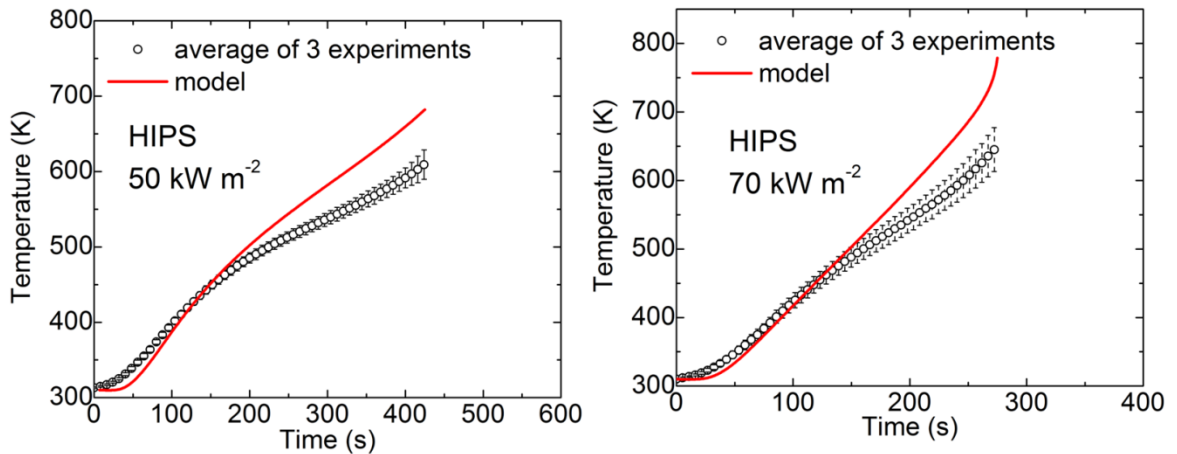 800
700
600
500
400
300
Temperature (K)
average of 3 experiments
model
HIPS
50 kW m-2
0 100 200 300 400 500 600
Time (s)
800
700
600
500
400
300
Temperature (K)
average of 3 experiments
model
HIPS
70 kW m-2
0 100 200 300 400
Time (s)